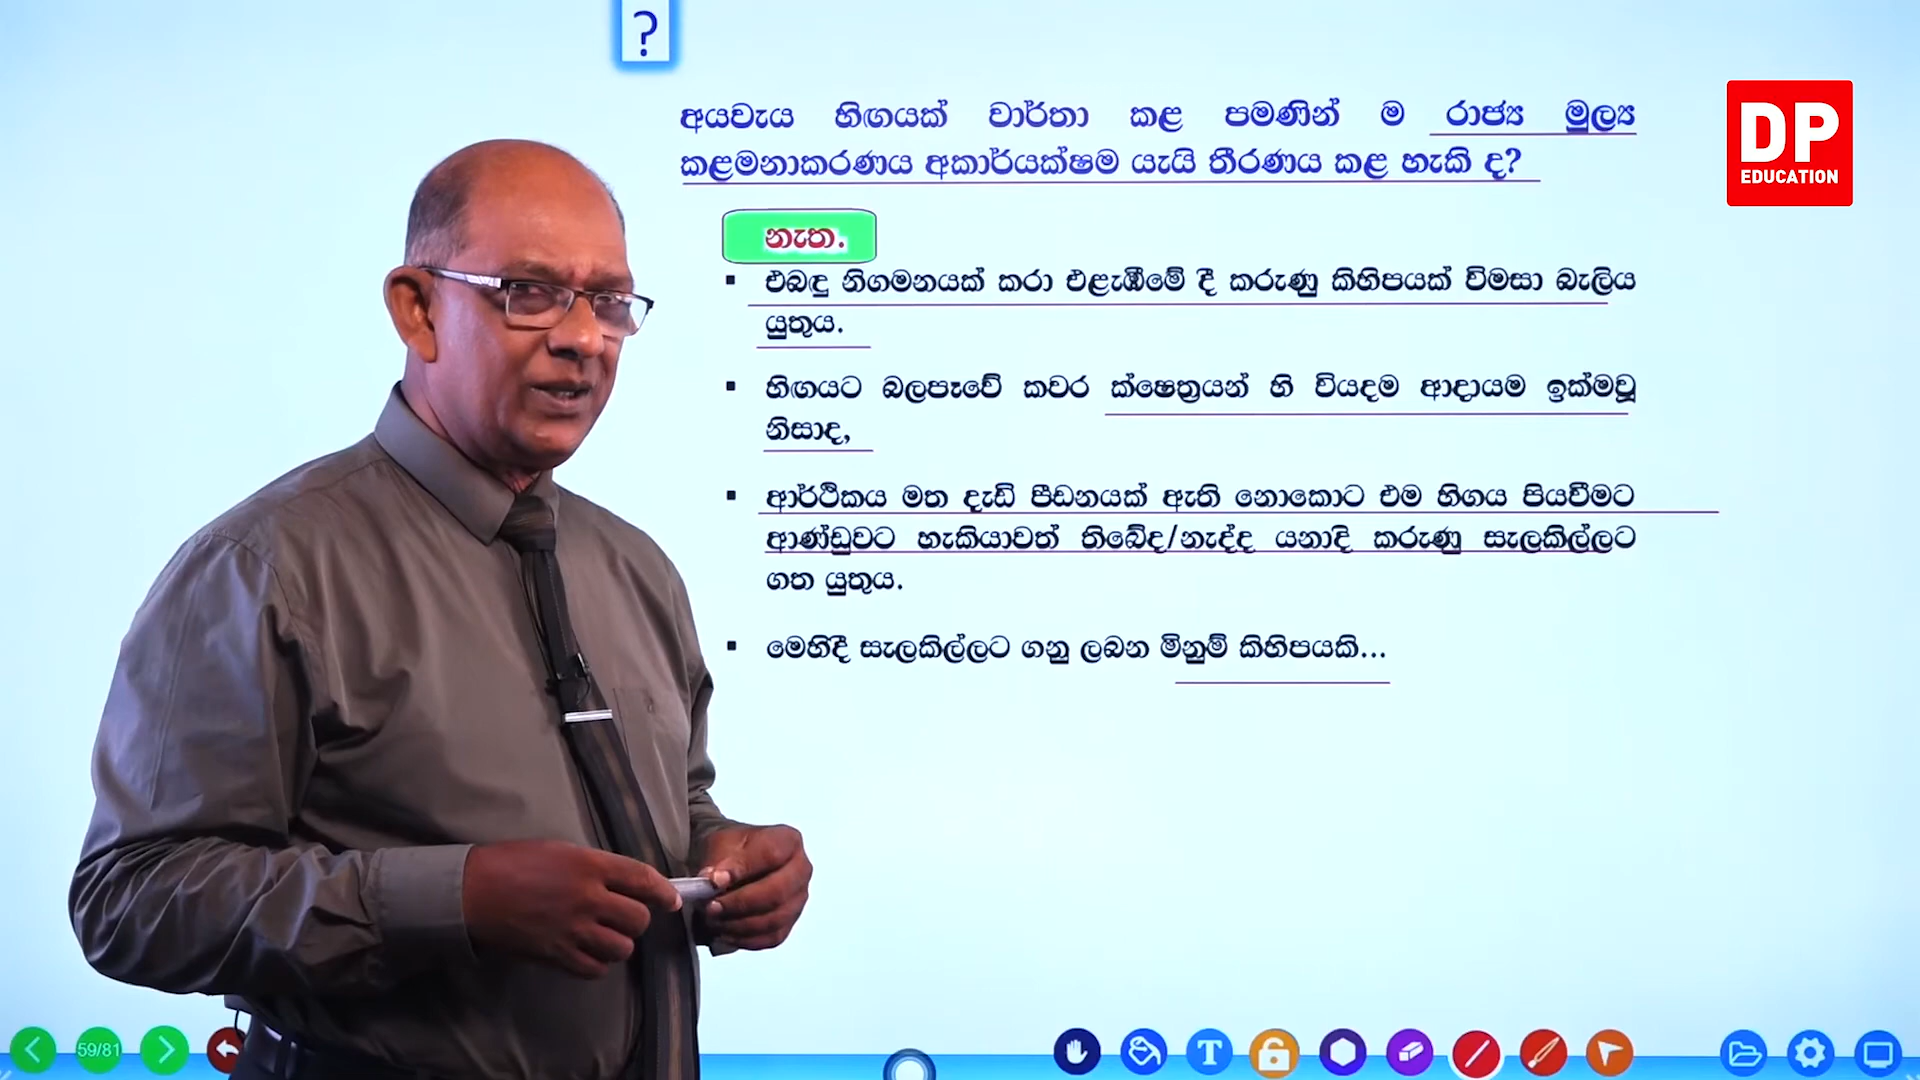 ?
අයවැය හිඟයක් වාර්තා කළ පමණින් ම රාජ්‍ය මූල්‍ය
කළමනාකරණය අකාර්යක්ෂම යැයි තීරණය කළ හැකි ද?
DP
EDUCATION
නැත.
▪ එබඳු නිගමනයක් කරා එළැඹීමේ දී කරුණු කිහිපයක් විමසා බැලිය
යුතුය.
▪ හිඟයට බලපෑවේ කවර ක්ෂෙත්‍රයන් හි වියදම ආදායම ඉක්මවූ
නිසාද,
▪ ආර්ථිකය මත දැඩි පීඩනයක් ඇති නොකොට එම හිගය පියවීමට
ආණ්ඩුවට හැකියාවත් තිබේද/නැද්ද යනාදි කරුණු සැලකිල්ලට
ගත යුතුය.
▪ මෙහිදී සැලකිල්ලට ගනු ලබන මිනුම් කිහිපයකි...
59/81
T